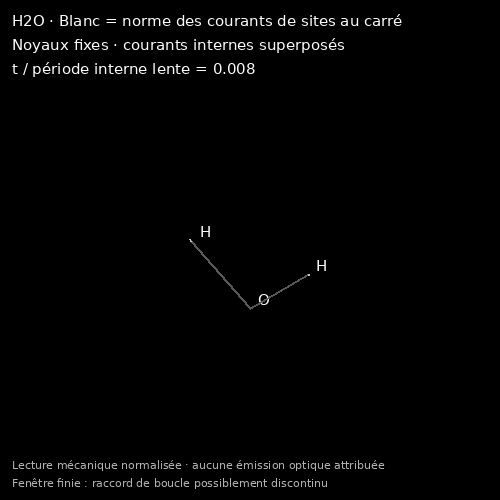 H2O · Blanc = norme des courants de sites au carré
Noyaux fixes · courants internes superposés
t / période interne lente = 0.008
H
H
O
Lecture mécanique normalisée · aucune émission optique attribuée
Fenêtre finie : raccord de boucle possiblement discontinu